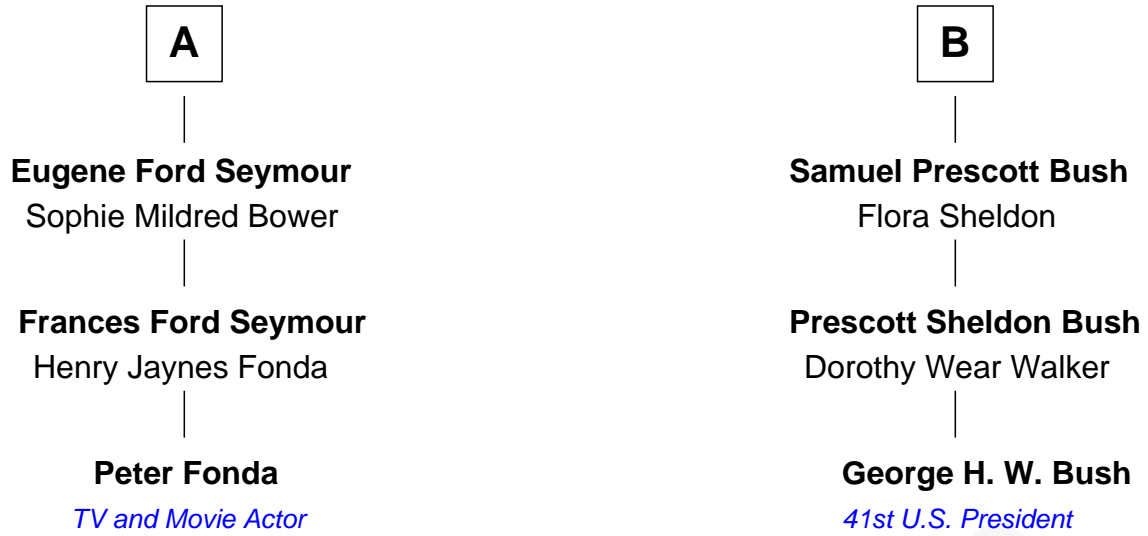 A
Eugene Ford Seymour
Sophie Mildred Bower
Frances Ford Seymour
Henry Jaynes Fonda
Peter Fonda
TV and Movie Actor
B
Samuel Prescott Bush
Flora Sheldon
Prescott Sheldon Bush
Dorothy Wear Walker
George H. W. Bush
41st U.S. President